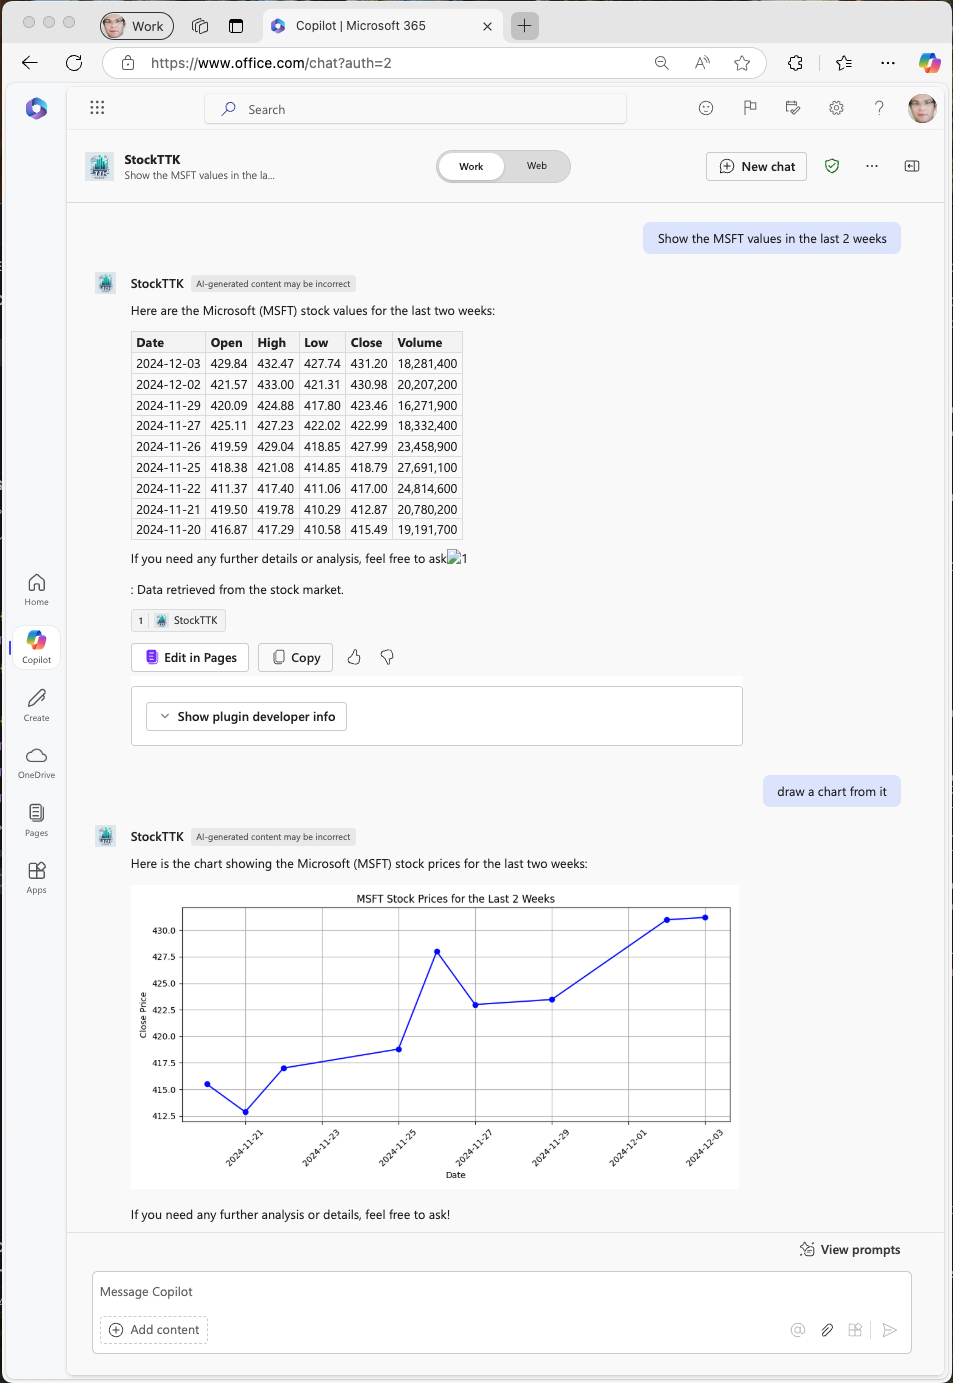 Work
Copilot | Microsoft 365
https://www.office.com/chat?auth=2
Search
StockTTK
Show the MSFT values in the la...
Work
Web
New chat
Show the MSFT values in the last 2 weeks
StockTTK AI-generated content may be incorrect
Here are the Microsoft (MSFT) stock values for the last two weeks:
Date Open High Low Close Volume
2024-12-03 429.84 432.47 427.74 431.20 18,281,400
2024-12-02 421.57 433.00 421.31 430.98 20,207,200
2024-11-29 420.09 424.88 417.80 423.46 16,271,900
2024-11-27 425.11 427.23 422.02 422.99 18,332,400
2024-11-26 419.59 429.04 418.85 427.99 23,458,900
2024-11-25 418.38 421.08 414.85 418.79 27,691,100
2024-11-22 411.37 417.40 411.06 417.00 24,814,600
2024-11-21 419.50 419.78 410.29 412.87 20,780,200
2024-11-20 416.87 417.29 410.58 415.49 19,191,700
If you need any further details or analysis, feel free to ask 1
: Data retrieved from the stock market.
1 StockTTK
Edit in Pages
Copy
Show plugin developer info
Home
Copilot
Create
OneDrive
Pages
Apps
draw a chart from it
StockTTK AI-generated content may be incorrect
Here is the chart showing the Microsoft (MSFT) stock prices for the last two weeks:
MSFT Stock Prices for the Last 2 Weeks
430.0
427.5
425.0
422.5
420.0
417.5
415.0
412.5
Close Price
2024-11-21
2024-11-23
2024-11-25
2024-11-27
2024-11-29
2024-12-01
2024-12-03
Date
If you need any further analysis or details, feel free to ask!
View prompts
Message Copilot
Add content